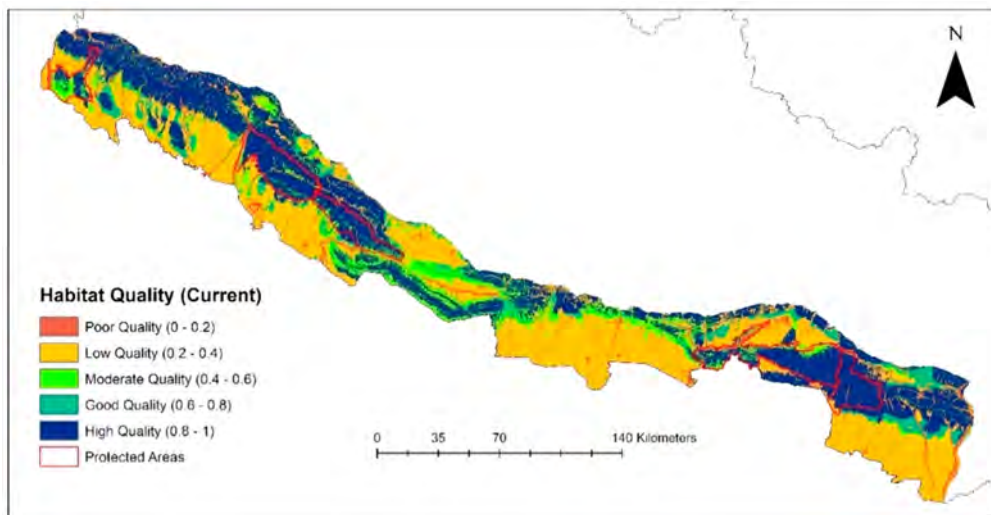 N
Habitat Quality (Current)
Poor Quality (0 - 0.2)
Low Quality (0.2 - 0.4)
Moderate Quality (0.4 - 0.6)
Good Quality (0.6 - 0.8)
High Quality (0.8 - 1)
Protected Areas
0 35 70 140 Kilometers